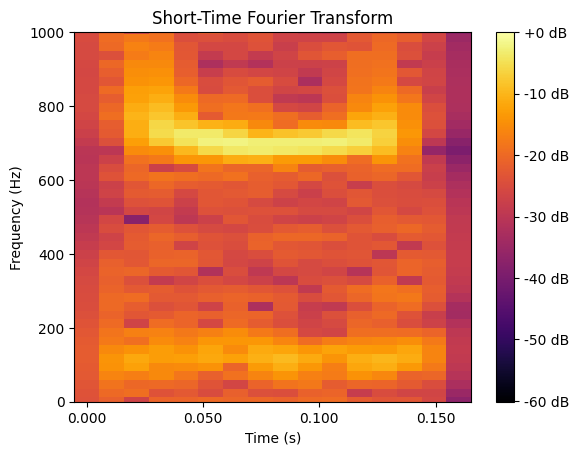 Short-Time Fourier Transform
Frequency (Hz)
1000
800
600
400
200
0
0.000
0.050
0.100
0.150
Time (s)
+0 dB
-10 dB
-20 dB
-30 dB
-40 dB
-50 dB
-60 dB